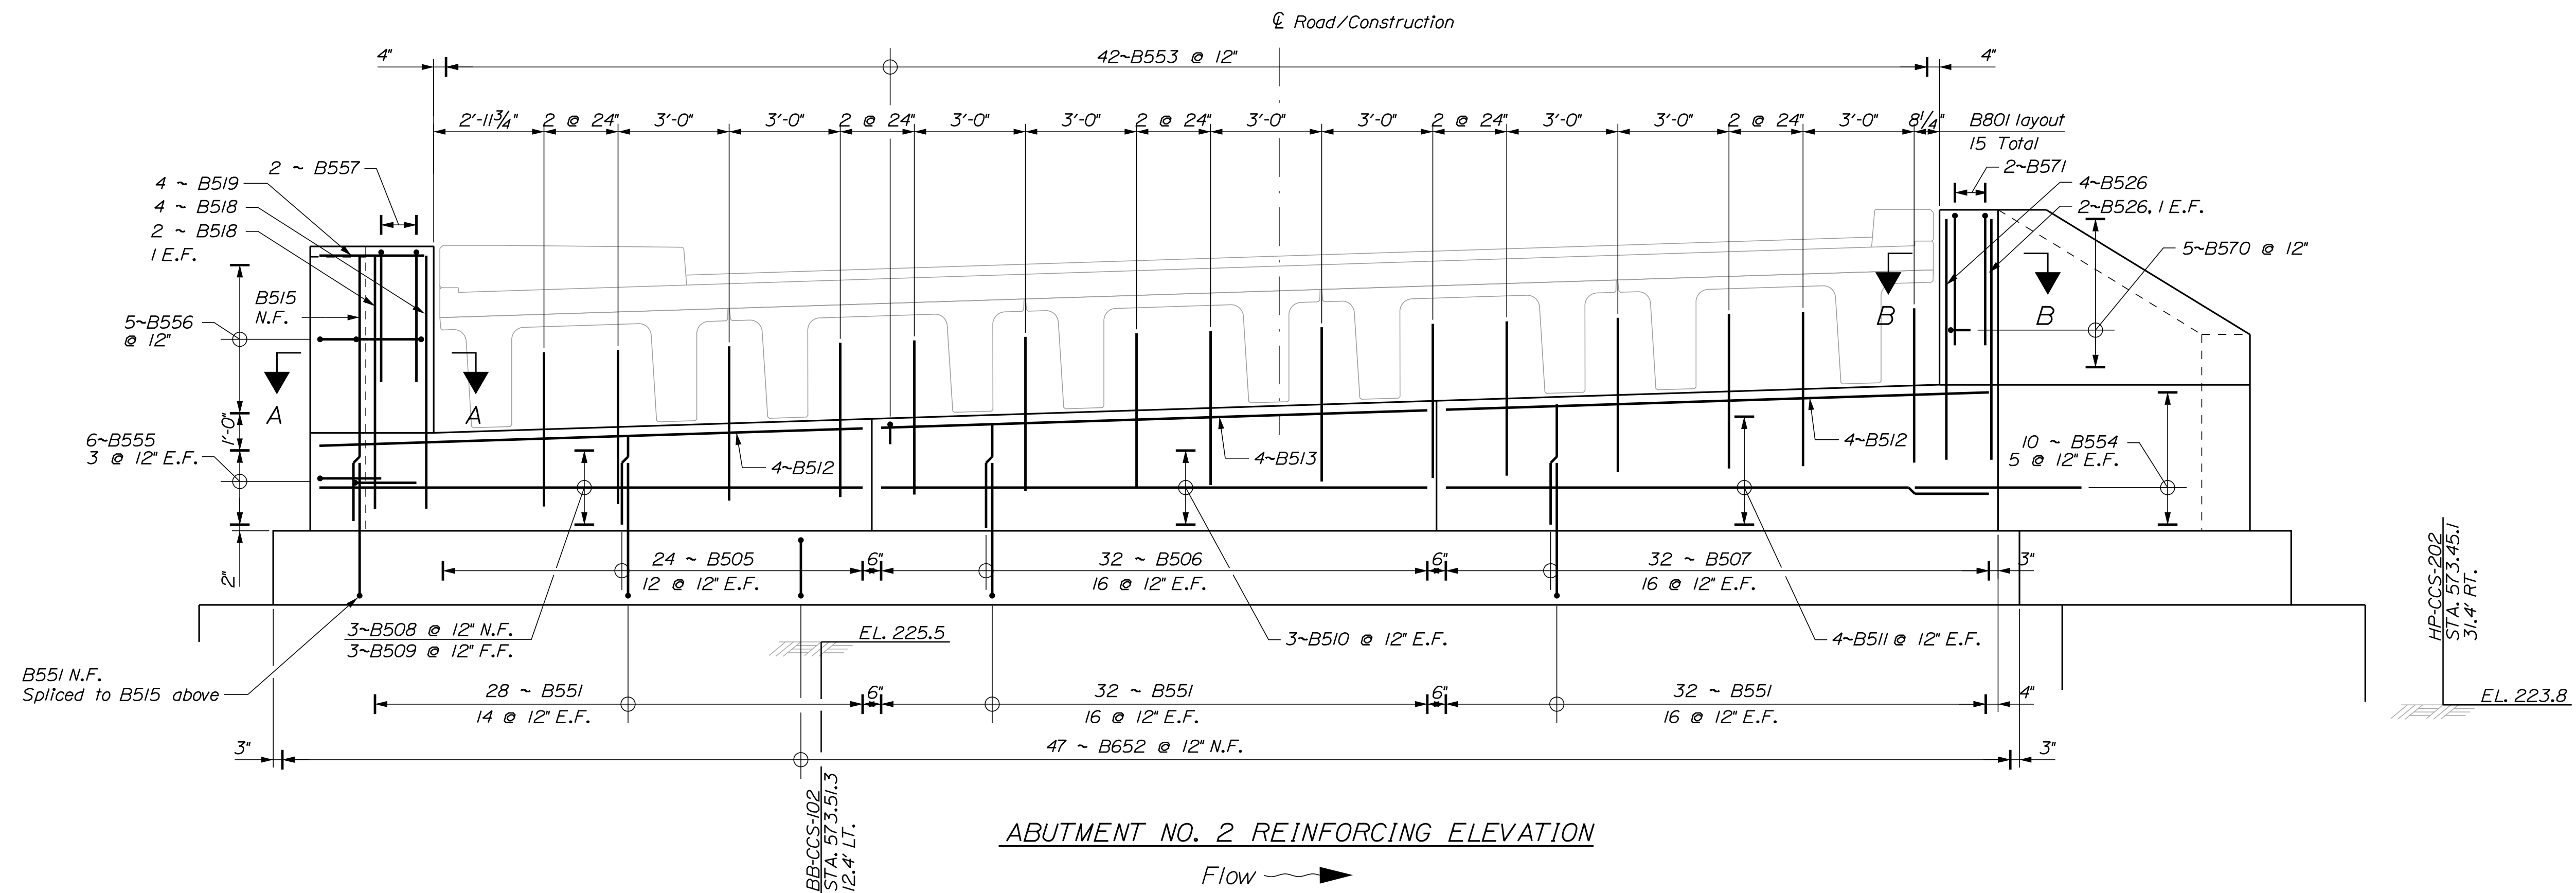 ℄ Road/Construction
4"
42~B553 @ 12"
4"
2'-11¾"
2 @ 24"
3'-0"
3'-0"
2 @ 24"
3'-0"
3'-0"
2 @ 24"
3'-0"
3'-0"
2 @ 24"
3'-0"
3'-0"
2 @ 24"
3'-0"
8¼"
B801 layout
15 Total
2 ~ B557
4 ~ B519
4 ~ B518
2 ~ B518
1 E.F.
2~B571
4~B526
2~B526, 1 E.F.
5~B570 @ 12"
B515
N.F.
5~B556
@ 12"
A
A
B
B
1'-0"
6~B555
3 @ 12" E.F.
4~B512
4~B513
4~B512
10 ~ B554
5 @ 12" E.F.
2"
24 ~ B505
12 @ 12" E.F.
6"
32 ~ B506
16 @ 12" E.F.
6"
32 ~ B507
16 @ 12" E.F.
3"
3~B508 @ 12" N.F.
3~B509 @ 12" F.F.
EL. 225.5
3~B510 @ 12" E.F.
4~B511 @ 12" E.F.
HP-CCS-202
STA. 573.45.1
31.4' RT.
EL. 223.8
B551 N.F.
Spliced to B515 above
28 ~ B551
14 @ 12" E.F.
6"
32 ~ B551
16 @ 12" E.F.
6"
32 ~ B551
16 @ 12" E.F.
4"
3"
47 ~ B652 @ 12" N.F.
3"
BB-CCS-102
STA. 573.51.3
12.4' LT.
ABUTMENT NO. 2 REINFORCING ELEVATION
Flow